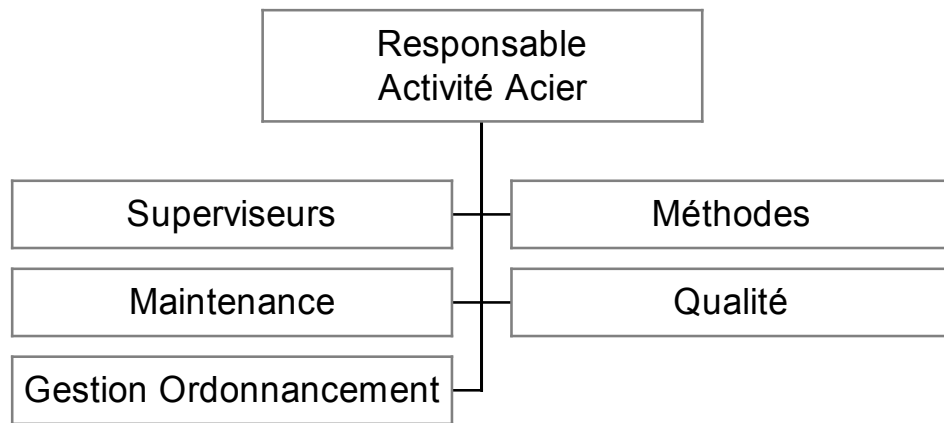 Responsable
Activité Acier
Superviseurs
Méthodes
Maintenance
Qualité
Gestion Ordonnancement